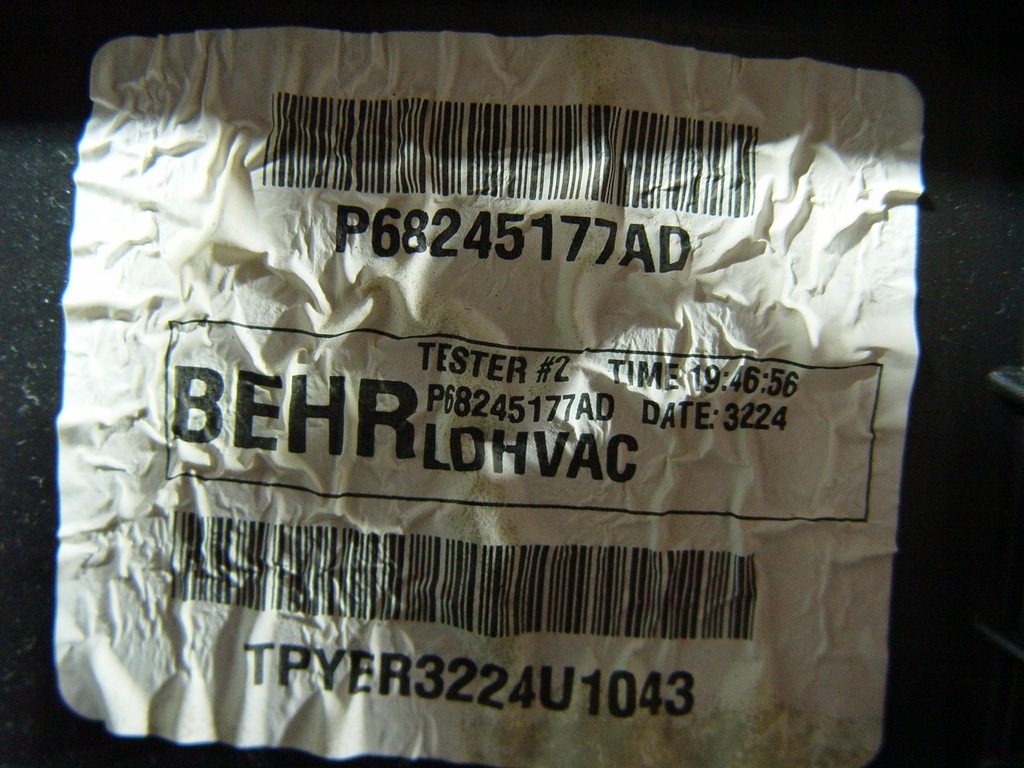 P68245177AD
TESTER #2 TIME 19:46:56
BEHR P68245177AD DATE: 3224
LDHVAC
TPYER3224U1043